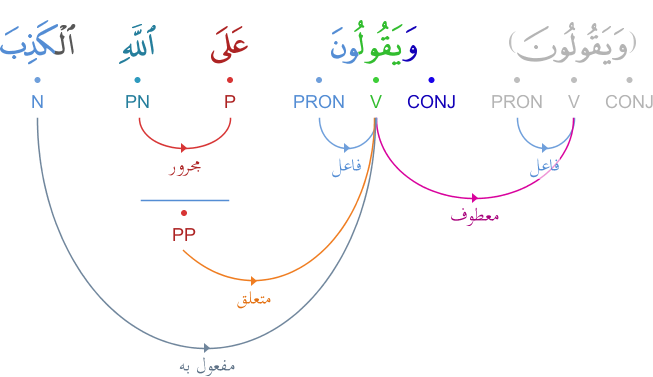 (وَيَقُولُونَ) وَيَقُولُونَ عَلَى ٱللَّهِ ٱلْكَذِبَ
CONJ V PRON CONJ V PRON P PN N
فاعل فاعل مجرور
معطوف
PP
متعلق
مفعول به